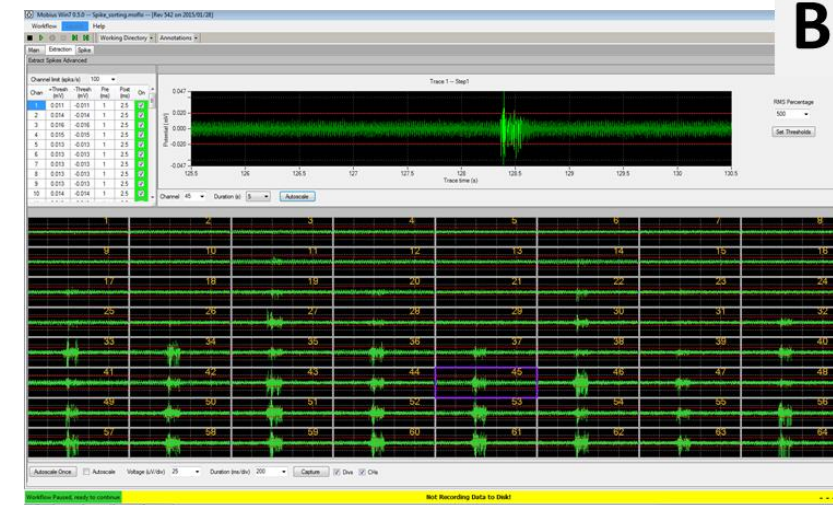 B
Mobius Win7 0.5.0 -- Spike_sorting.moflo -- [Rev 542 on 2015/01/28]
Workflow Help
Working Directory Annotations
Main Extraction Spike
Extract Spikes Advanced
Channel limit (spks/s) 100
Chan +Thresh (mV) -Thresh (mV) Pre (ms) Post (ms) On
1 0.011 -0.011 1 2.5
2 0.014 -0.014 1 2.5
3 0.016 -0.016 1 2.5
4 0.015 -0.015 1 2.5
5 0.013 -0.013 1 2.5
6 0.013 -0.013 1 2.5
7 0.013 -0.013 1 2.5
8 0.013 -0.013 1 2.5
9 0.013 -0.013 1 2.5
10 0.014 -0.014 1 2.5
Trace 1 -- Step1
Potential (mV)
0.047
0.020
0.000
-0.020
-0.047
125.5 126 126.5 127 127.5 128 128.5 129 129.5 130 130.5
Trace time (s)
RMS Percentage
500
Set Thresholds
Channel 45 Duration (s) 5 Autoscale
1 2 3 4 5 6 7 8
9 10 11 12 13 14 15 16
17 18 19 20 21 22 23 24
25 26 27 28 29 30 31 32
33 34 35 36 37 38 39 40
41 42 43 44 45 46 47 48
49 50 51 52 53 54 55 56
57 58 59 60 61 62 63 64
Autoscale Once Autoscale Voltage (uV/div) 25 Duration (ms/div) 200 Capture Divs CHs
Workflow Paused, ready to continue Not Recording Data to Disk! ---